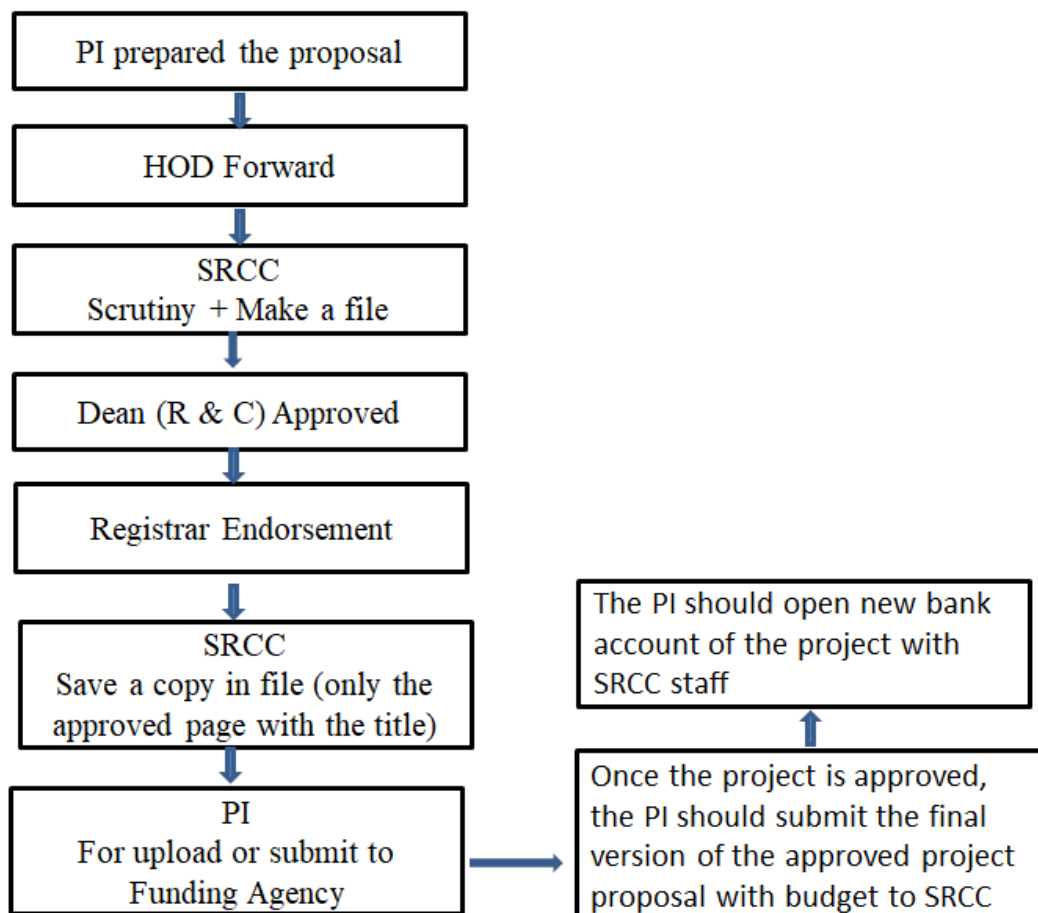 PI prepared the proposal
HOD Forward
SRCC
Scrutiny + Make a file
Dean (R & C) Approved
Registrar Endorsement
SRCC
Save a copy in file (only the
approved page with the title)
PI
For upload or submit to
Funding Agency
Once the project is approved,
the PI should submit the final
version of the approved project
proposal with budget to SRCC
The PI should open new bank
account of the project with
SRCC staff